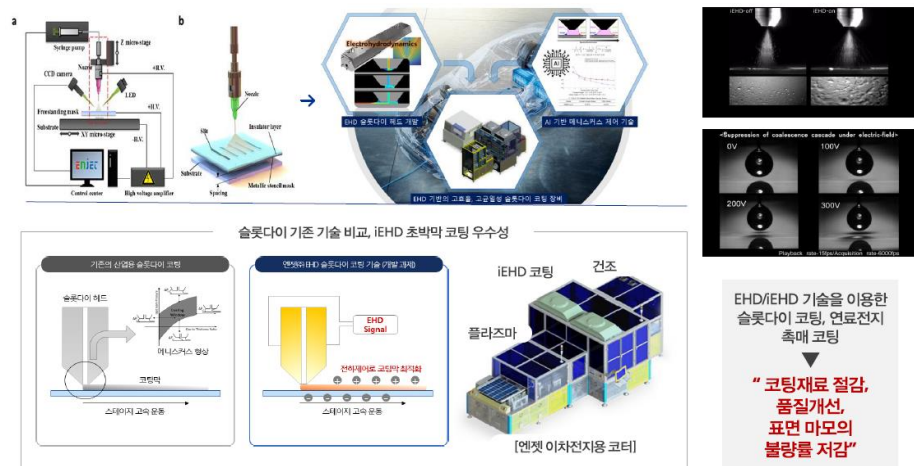 a
b
Syringe pump
Z micro-stage
Nozzle
+H.V.
CCD camera
LED
+H.V.
Freestanding mask
Substrate
XY micro-stage
-H.V.
ENJET
Control center
High voltage amplifier
Nozzle
Slit
Insulator layer
Substrate
Spacing
Metallic stencil mask
Electrohydrodynamics
EHD 슬롯다이 헤드 개발
AI
AI 기반 메니스커스 제어 기술
EHD 기반의 고효율, 고균일성 슬롯다이 코팅 장비
iEHD-off
iEHD-on
<Suppression of coalescence cascade under electric-field>
0V
100V
200V
300V
Playback rate-15fps/Acquisition rate-6000fps
슬롯다이 기존 기술 비교, iEHD 초박막 코팅 우수성
기존의 산업용 슬롯다이 코팅
슬롯다이 헤드
메니스커스 형상
코팅막
스테이지 고속 운동
엔젯㈜ EHD 슬롯다이 코팅 기술 (개발 과제)
EHD
Signal
전하제어로 코팅막 최적화
스테이지 고속 운동
iEHD 코팅
건조
플라즈마
[엔젯 이차전지용 코터]
EHD/iEHD 기술을 이용한
슬롯다이 코팅, 연료전지
촉매 코팅
“ 코팅재료 절감,
품질개선,
표면 마모의
불량률 저감”